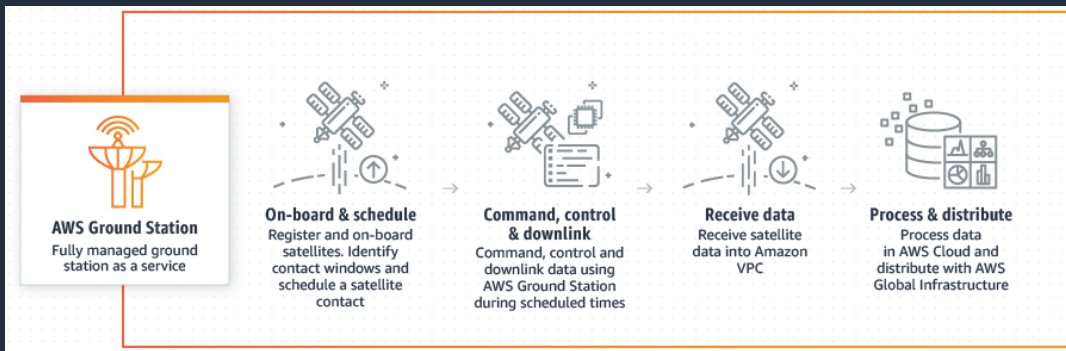 AWS Ground Station
Fully managed ground
station as a service
On-board & schedule
Register and on-board
satellites. Identify
contact windows and
schedule a satellite
contact
Command, control
& downlink
Command, control and
downlink data using
AWS Ground Station
during scheduled times
Receive data
Receive satellite
data into Amazon
VPC
Process & distribute
Process data
in AWS Cloud and
distribute with AWS
Global Infrastructure